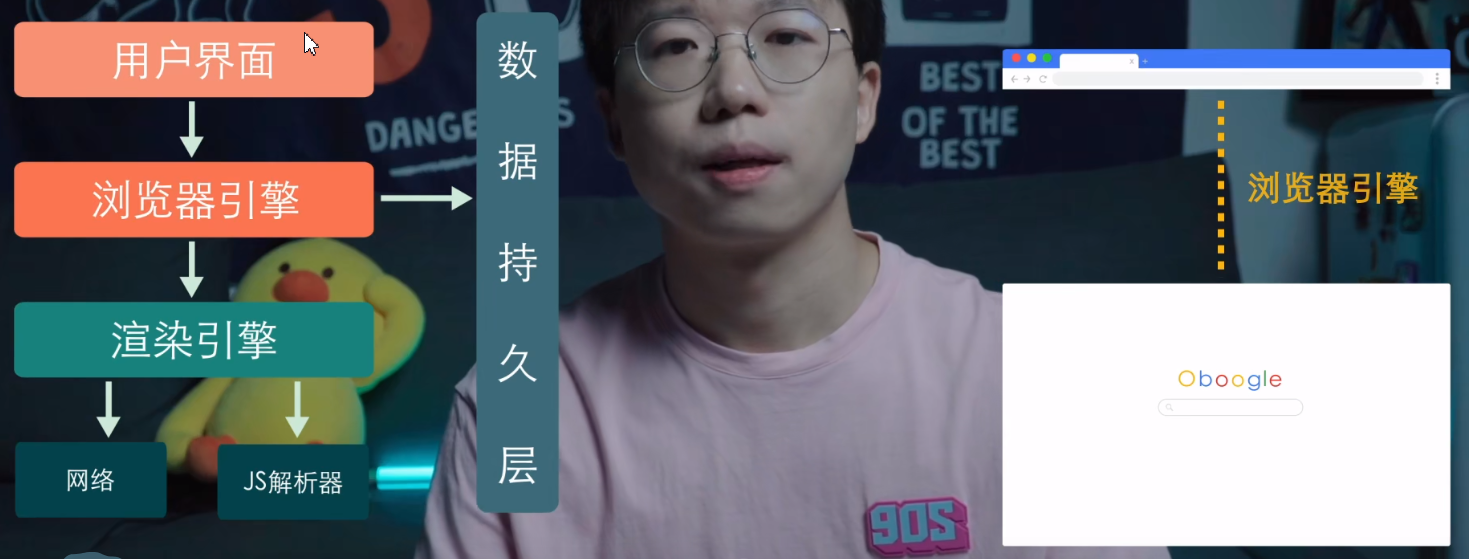 用户界面
浏览器引擎
渲染引擎
网络
JS解析器
数据持久层
DANGE
S
BEST
OF THE
BEST
90S
x +
浏览器引擎
Oboogle